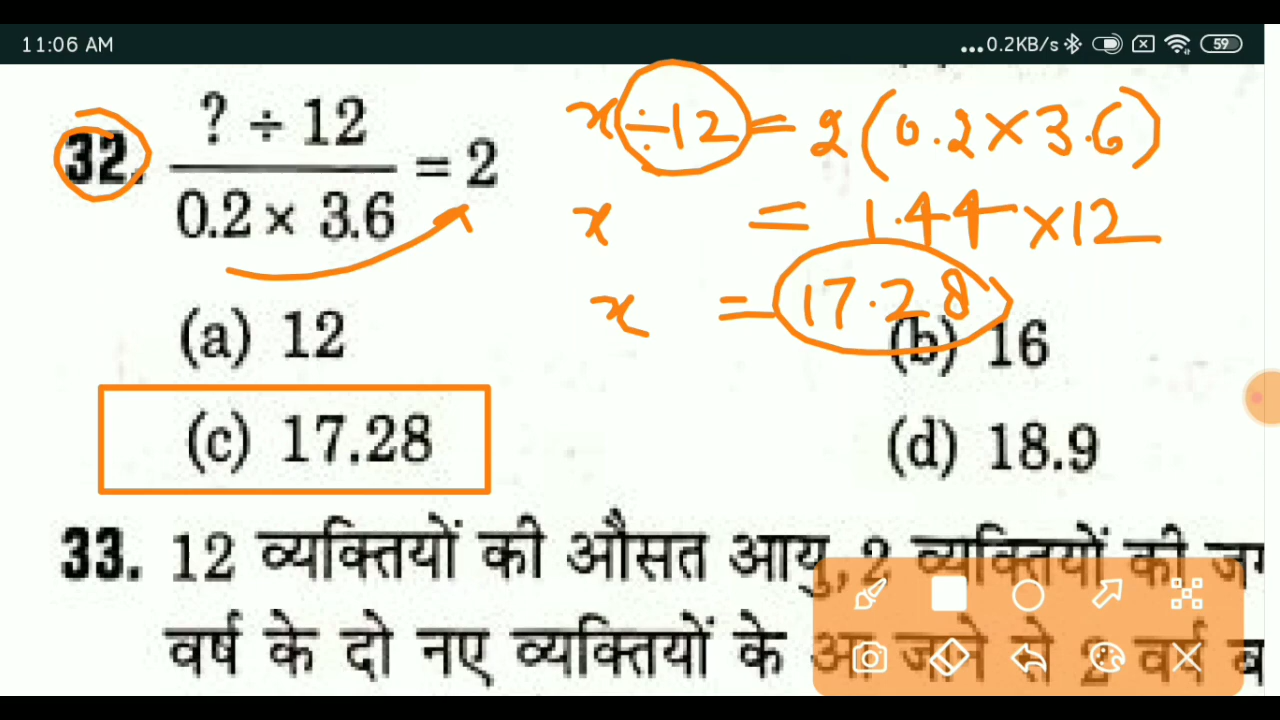 11:06 AM ...0.2KB/s 59
32. ? ÷ 12 / 0.2 × 3.6 = 2
x ÷ 12 = 2 (0.2 × 3.6)
x = 1.44 × 12
x = 17.28
(a) 12 (b) 16
(c) 17.28 (d) 18.9
33. 12 व्यक्तियों की औसत आयु, 2 व्यक्तियों की
वर्ष के दो नए व्यक्तियों के आ जाने से 2 वर्ष